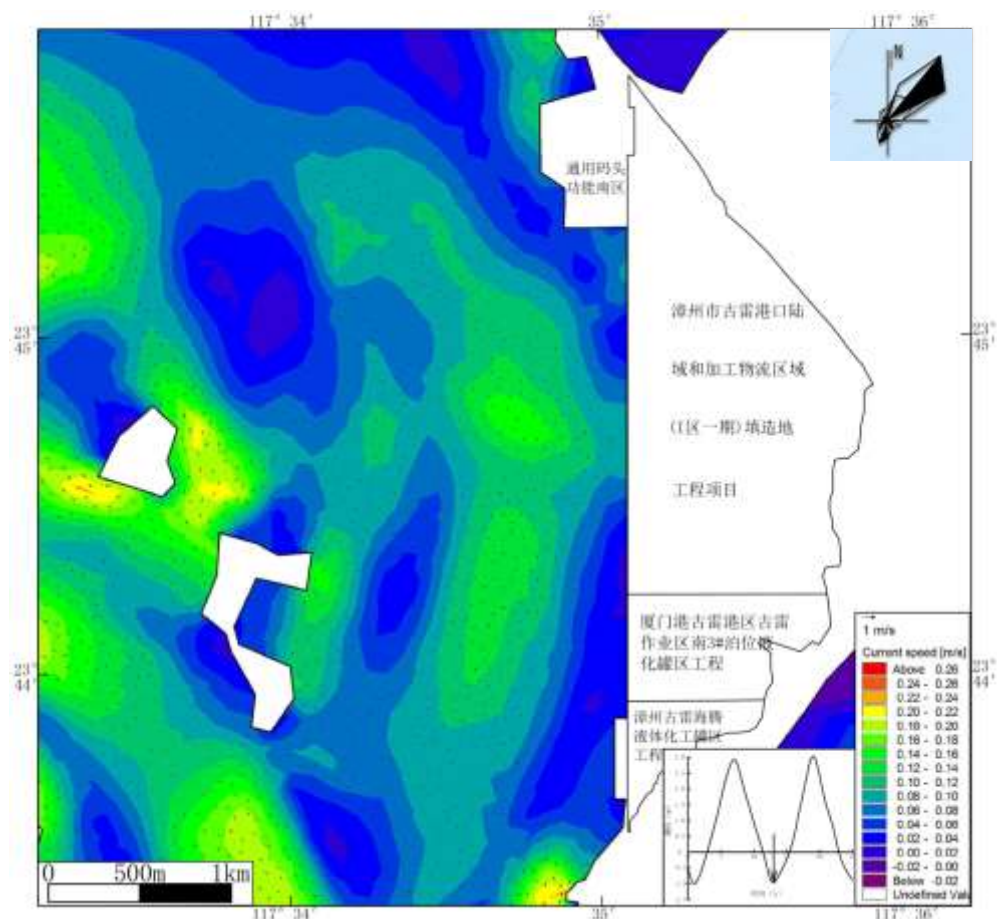 117° 34′
35′
117° 36′
N
通用码头
功能南区
漳州市古雷港口陆
域和加工物流区域
(I区一期)填造地
工程项目
23°
45′
23°
45′
厦门港古雷港区古雷
作业区南3#泊位
化罐区工程
漳州古雷海腾
液体化工罐区
工程
23°
44′
23°
44′
1 m/s
Current speed [m/s]
Above 0.26
0.24 - 0.26
0.22 - 0.24
0.20 - 0.22
0.18 - 0.20
0.16 - 0.18
0.14 - 0.16
0.12 - 0.14
0.10 - 0.12
0.08 - 0.10
0.06 - 0.08
0.04 - 0.06
0.02 - 0.04
0.00 - 0.02
-0.02 - 0.00
Below -0.02
Undefined Valu
0 500m 1km
117° 34′
35′
117° 36′